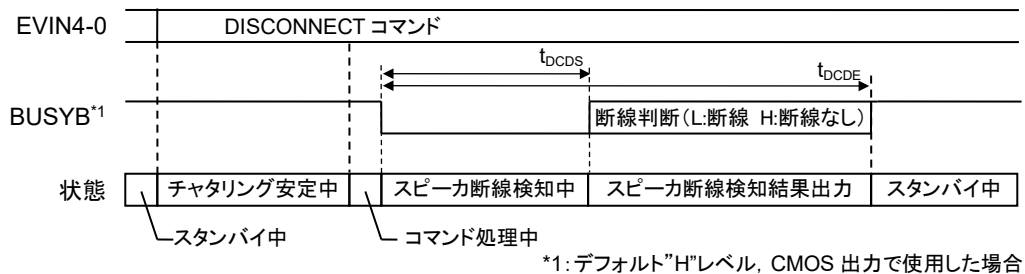 EVIN4-0 DISCONNECT コマンド
tDCDS
tDCDE
BUSYB*1 断線判断(L:断線 H:断線なし)
状態 チャタリング安定中 スピーカ断線検知中 スピーカ断線検知結果出力 スタンバイ中
スタンバイ中 コマンド処理中
*1:デフォルト"H"レベル, CMOS 出力で使用した場合